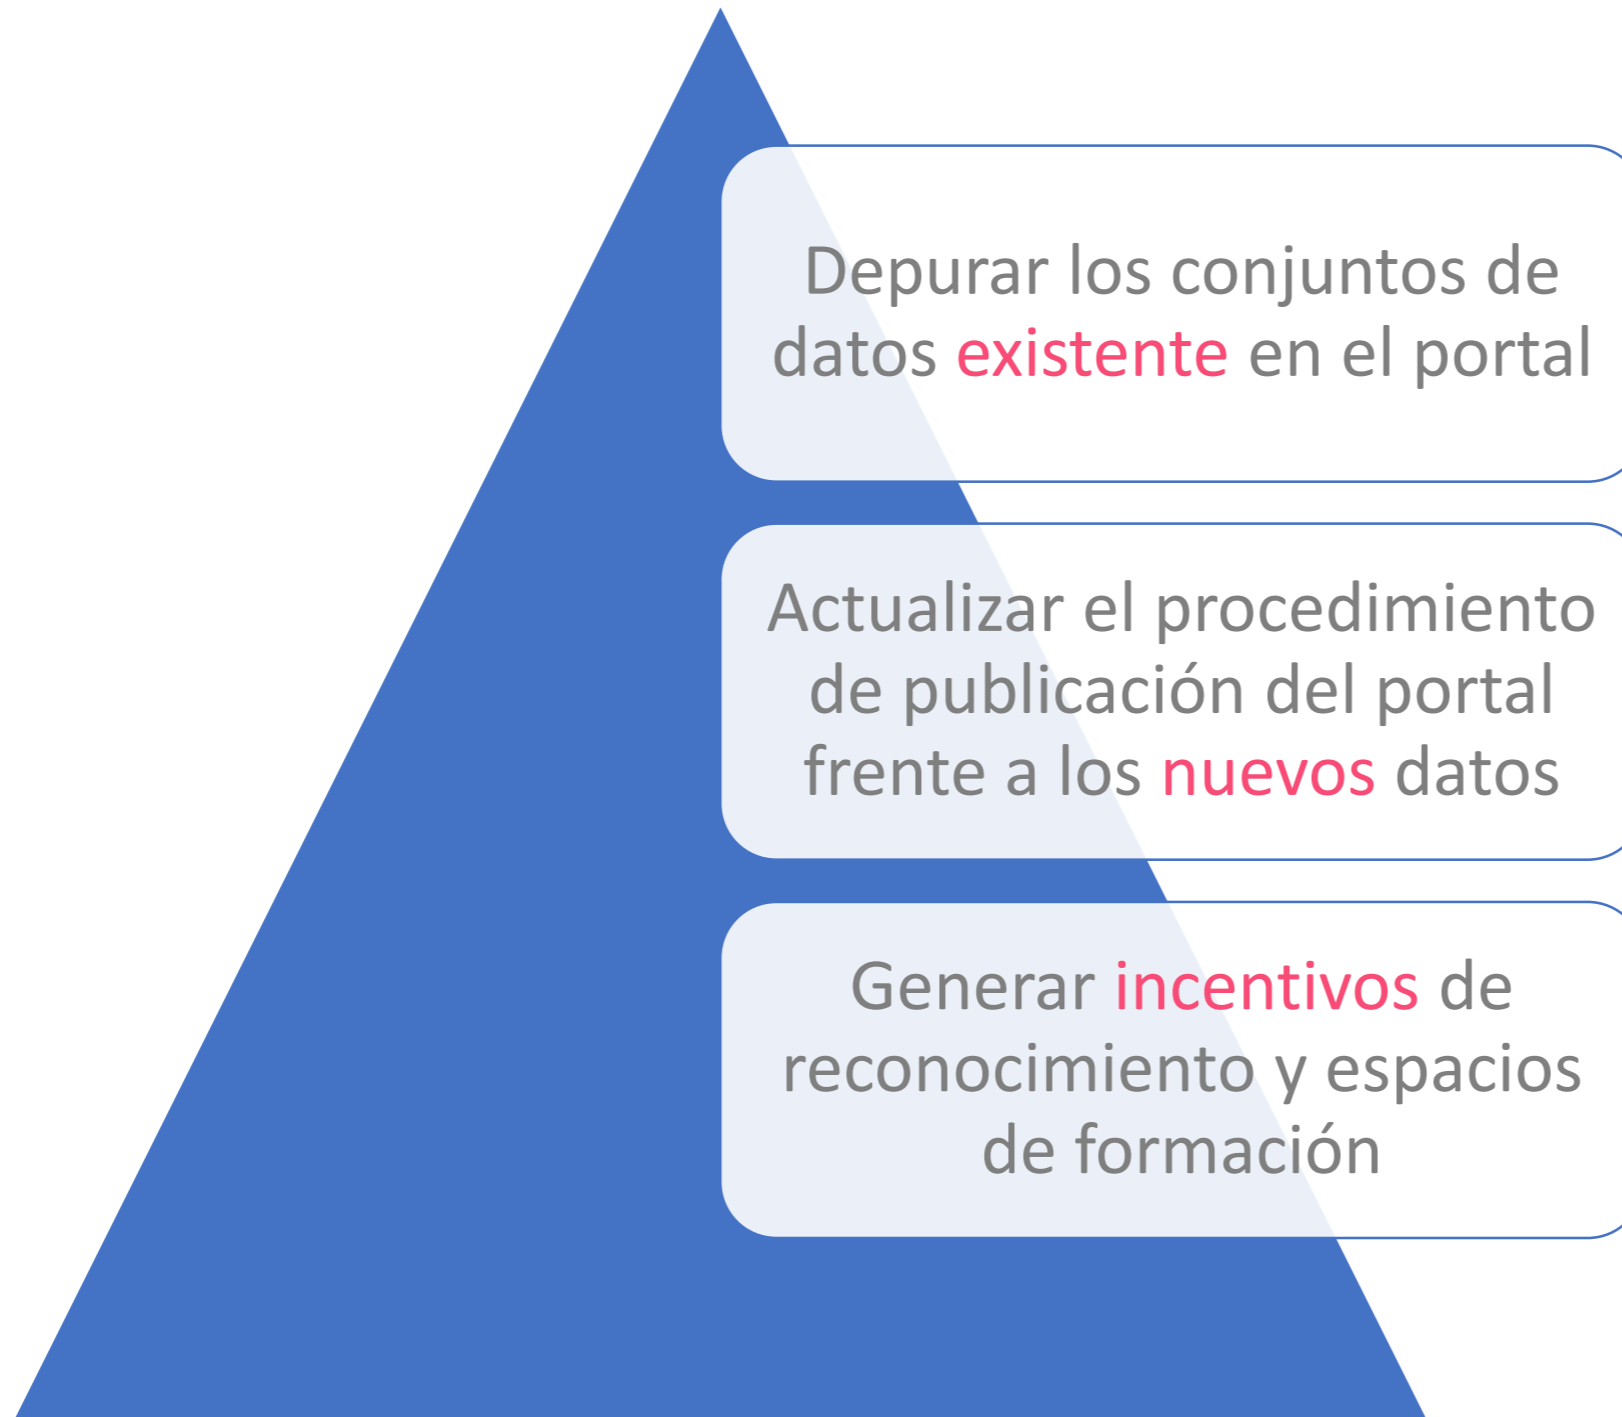 Depurar los conjuntos de
datos existente en el portal
Actualizar el procedimiento
de publicación del portal
frente a los nuevos datos
Generar incentivos de
reconocimiento y espacios
de formación